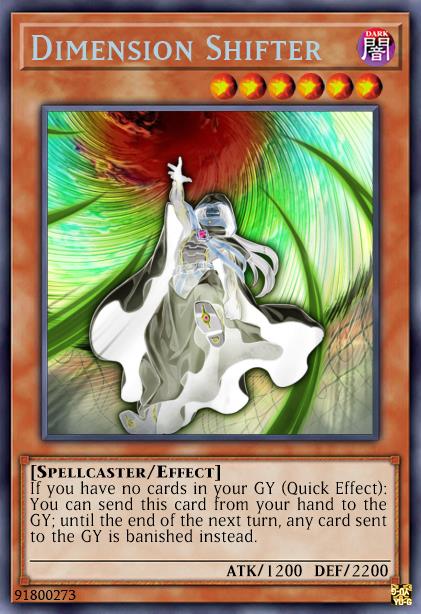 DIMENSION SHIFTER
DARK
闇
[SPELLCASTER/EFFECT]
If you have no cards in your GY (Quick Effect):
You can send this card from your hand to the
GY; until the end of the next turn, any card sent
to the GY is banished instead.
ATK/1200 DEF/2200
91800273